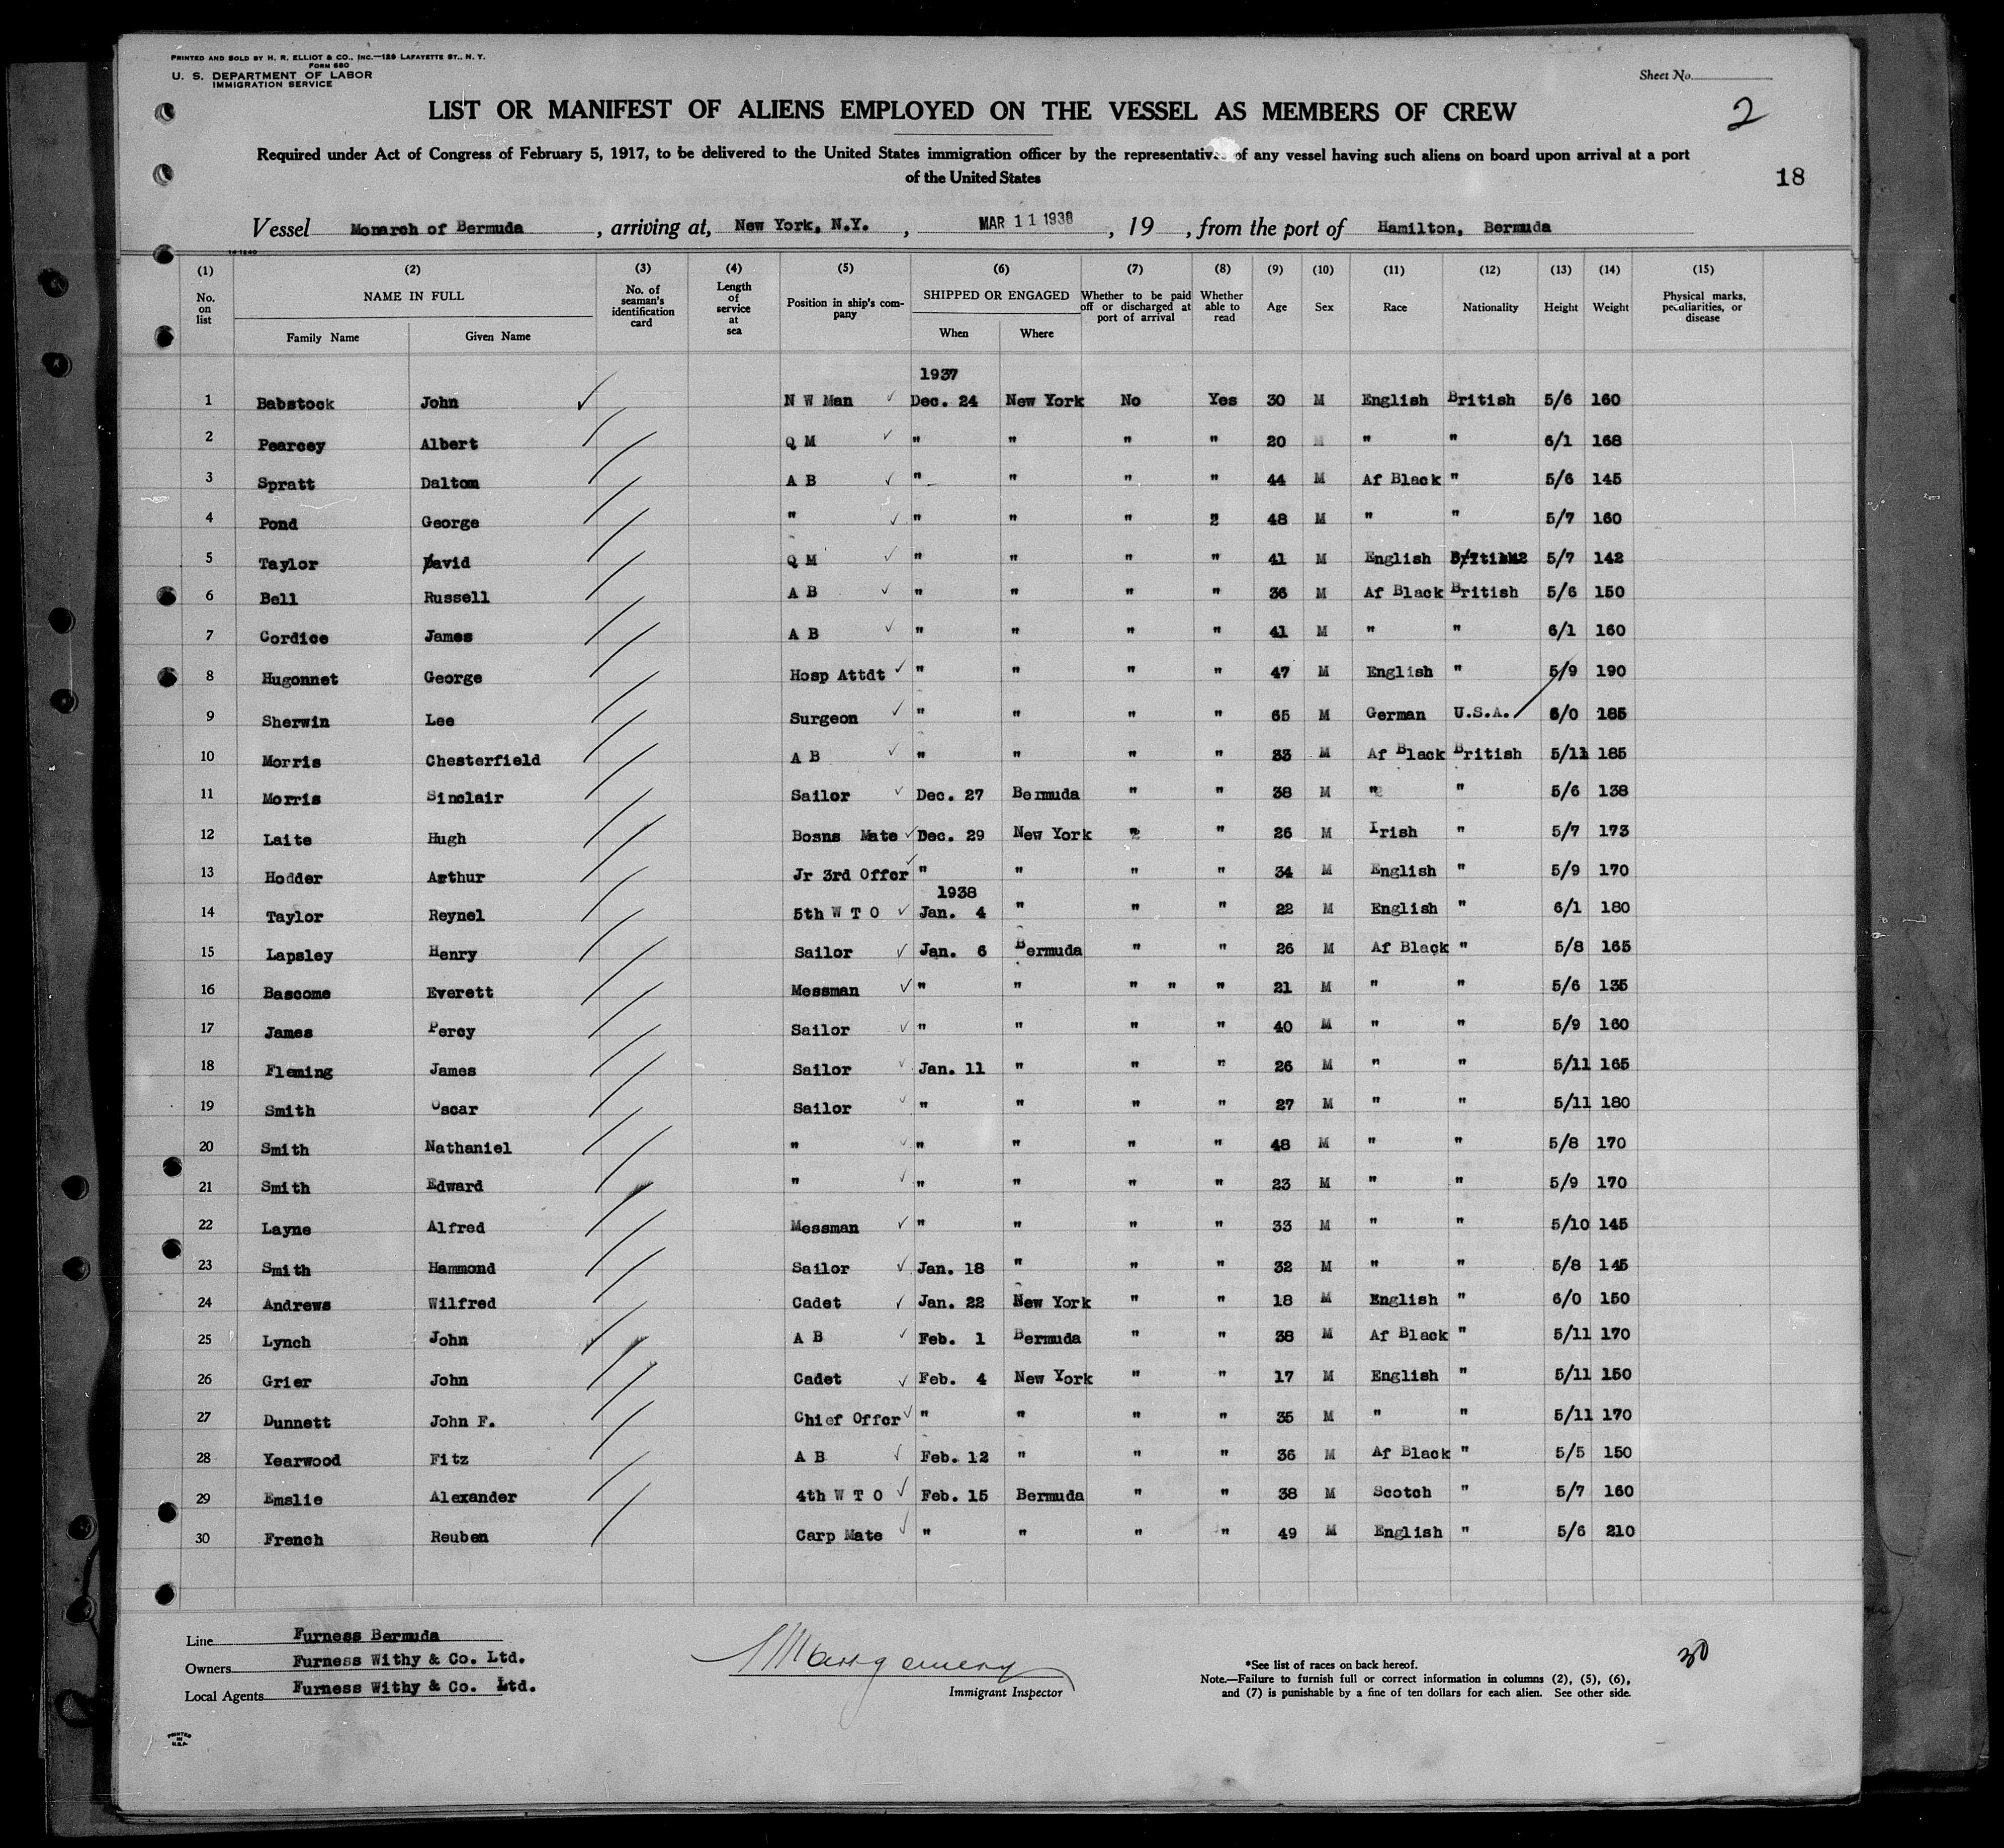 PRINTED AND SOLD BY H. R. ELLIOT & CO., INC.—129 LAFAYETTE ST., N. Y.
FORM 680
U. S. DEPARTMENT OF LABOR
IMMIGRATION SERVICE
Sheet No.
2
LIST OR MANIFEST OF ALIENS EMPLOYED ON THE VESSEL AS MEMBERS OF CREW
Required under Act of Congress of February 5, 1917, to be delivered to the United States immigration officer by the representatives of any vessel having such aliens on board upon arrival at a port
of the United States
18
Vessel Monarch of Bermuda, arriving at, New York, N.Y., MAR 11 1938, 19 , from the port of Hamilton, Bermuda
(1) No. on list (2) NAME IN FULL Family Name Given Name (3) No. of seaman's identification card (4) Length of service at sea (5) Position in ship's company (6) SHIPPED OR ENGAGED When Where (7) Whether to be paid off or discharged at port of arrival (8) Whether able to read (9) Age (10) Sex (11) Race (12) Nationality (13) Height (14) Weight (15) Physical marks, peculiarities, or disease
1937
1 Babstock John N W Man Dec. 24 New York No Yes 30 M English British 5/6 160
2 Pearcey Albert Q M " " " " 20 M " " 6/1 168
3 Spratt Dalton A B " " " " 44 M Af Black " 5/6 145
4 Pond George " " " " " 48 M " " 5/7 160
5 Taylor David Q M " " " " 41 M English British 5/7 142
6 Bell Russell A B " " " " 36 M Af Black British 5/6 150
7 Cordice James A B " " " " 41 M " " 6/1 160
8 Hugonnet George Hosp Attdt " " " " 47 M English " 5/9 190
9 Sherwin Lee Surgeon " " " " 65 M German U.S.A. 6/0 185
10 Morris Chesterfield A B " " " " 33 M Af Black British 5/11 185
11 Morris Sinclair Sailor Dec. 27 Bermuda " " 38 M " " 5/6 138
12 Laite Hugh Bosns Mate Dec. 29 New York " " 26 M Irish " 5/7 173
13 Hodder Arthur Jr 3rd Offcr " " " " 34 M English " 5/9 170
1938
14 Taylor Reynel 5th W T O Jan. 4 " " " 22 M English " 6/1 180
15 Lapsley Henry Sailor Jan. 6 Bermuda " " 26 M Af Black " 5/8 165
16 Bascome Everett Messman " " " " " 21 M " " 5/6 135
17 James Percy Sailor " " " " 40 M " " 5/9 160
18 Fleming James Sailor Jan. 11 " " " 26 M " " 5/11 165
19 Smith Oscar Sailor " " " " 27 M " " 5/11 180
20 Smith Nathaniel " " " " " 48 M " " 5/8 170
21 Smith Edward " " " " " 23 M " " 5/9 170
22 Layne Alfred Messman " " " " 33 M " " 5/10 145
23 Smith Hammond Sailor Jan. 18 " " " 32 M " " 5/8 145
24 Andrews Wilfred Cadet Jan. 22 New York " " 18 M English " 6/0 150
25 Lynch John A B Feb. 1 Bermuda " " 38 M Af Black " 5/11 170
26 Grier John Cadet Feb. 4 New York " " 17 M English " 5/11 150
27 Dunnett John F. Chief Offcr " " " " 35 M " " 5/11 170
28 Yearwood Fitz A B Feb. 12 " " " 36 M Af Black " 5/5 150
29 Emslie Alexander 4th W T O Feb. 15 Bermuda " " 38 M Scotch " 5/7 160
30 French Reuben Carp Mate " " " " 49 M English " 5/6 210
Line Furness Bermuda
Owners Furness Withy & Co. Ltd.
Local Agents Furness Withy & Co. Ltd.
Immigrant Inspector
*See list of races on back hereof.
Note.—Failure to furnish full or correct information in columns (2), (5), (6),
and (7) is punishable by a fine of ten dollars for each alien. See other side.
30
PRINTED
IN
U.S.A.